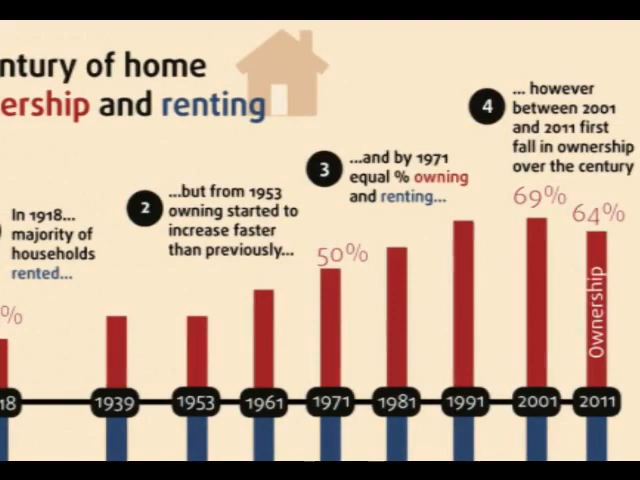 ntury of home
ership and renting
In 1918...
majority of
households
rented...
2
...but from 1953
owning started to
increase faster
than previously...
3
...and by 1971
equal % owning
and renting...
4
... however
between 2001
and 2011 first
fall in ownership
over the century
%
50%
69%
64%
Ownership
18
1939
1953
1961
1971
1981
1991
2001
2011